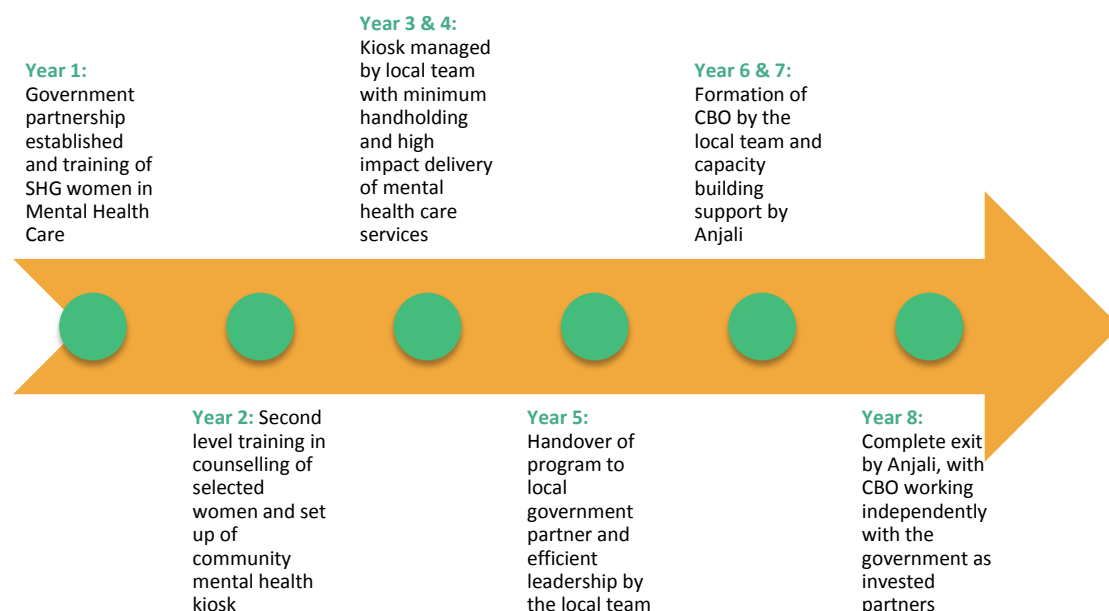 Year 1:
Government
partnership
established
and training of
SHG women in
Mental Health
Care
Year 2: Second
level training in
counselling of
selected
women and set
up of
community
mental health
kiosk
Year 3 & 4:
Kiosk managed
by local team
with minimum
handholding
and high
impact delivery
of mental
health care
services
Year 5:
Handover of
program to
local
government
partner and
efficient
leadership by
the local team
Year 6 & 7:
Formation of
CBO by the
local team and
capacity
building
support by
Anjali
Year 8:
Complete exit
by Anjali, with
CBO working
independently
with the
government as
invested
partners